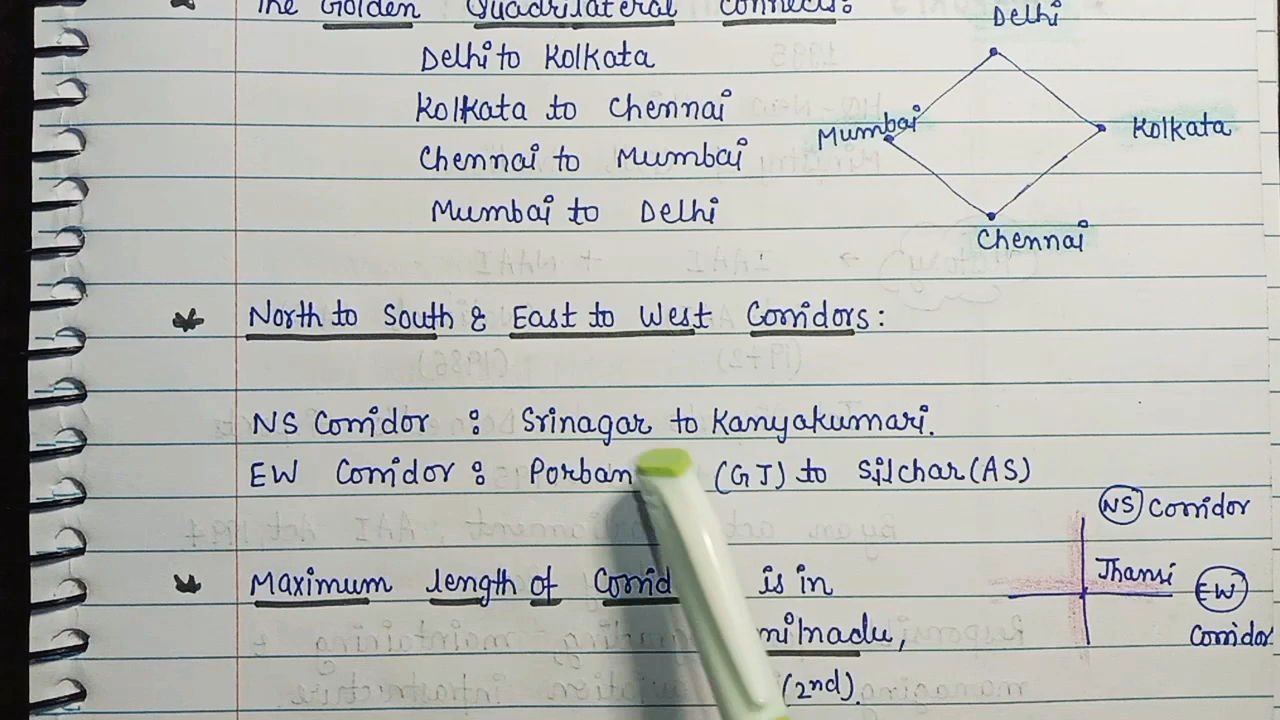 The Golden Quadrilateral connects:
Delhi to Kolkata
Kolkata to Chennai
Chennai to Mumbai
Mumbai to Delhi
Delhi
Mumbai
Kolkata
Chennai
North to South & East to West Corridors:
NS Corridor : Srinagar to Kanyakumari.
EW Corridor : Porban (GJ) to Silchar (AS)
NS Corridor
Jhansi
EW
Corridor
Maximum length of Corrid is in
milnadu,
(2nd).